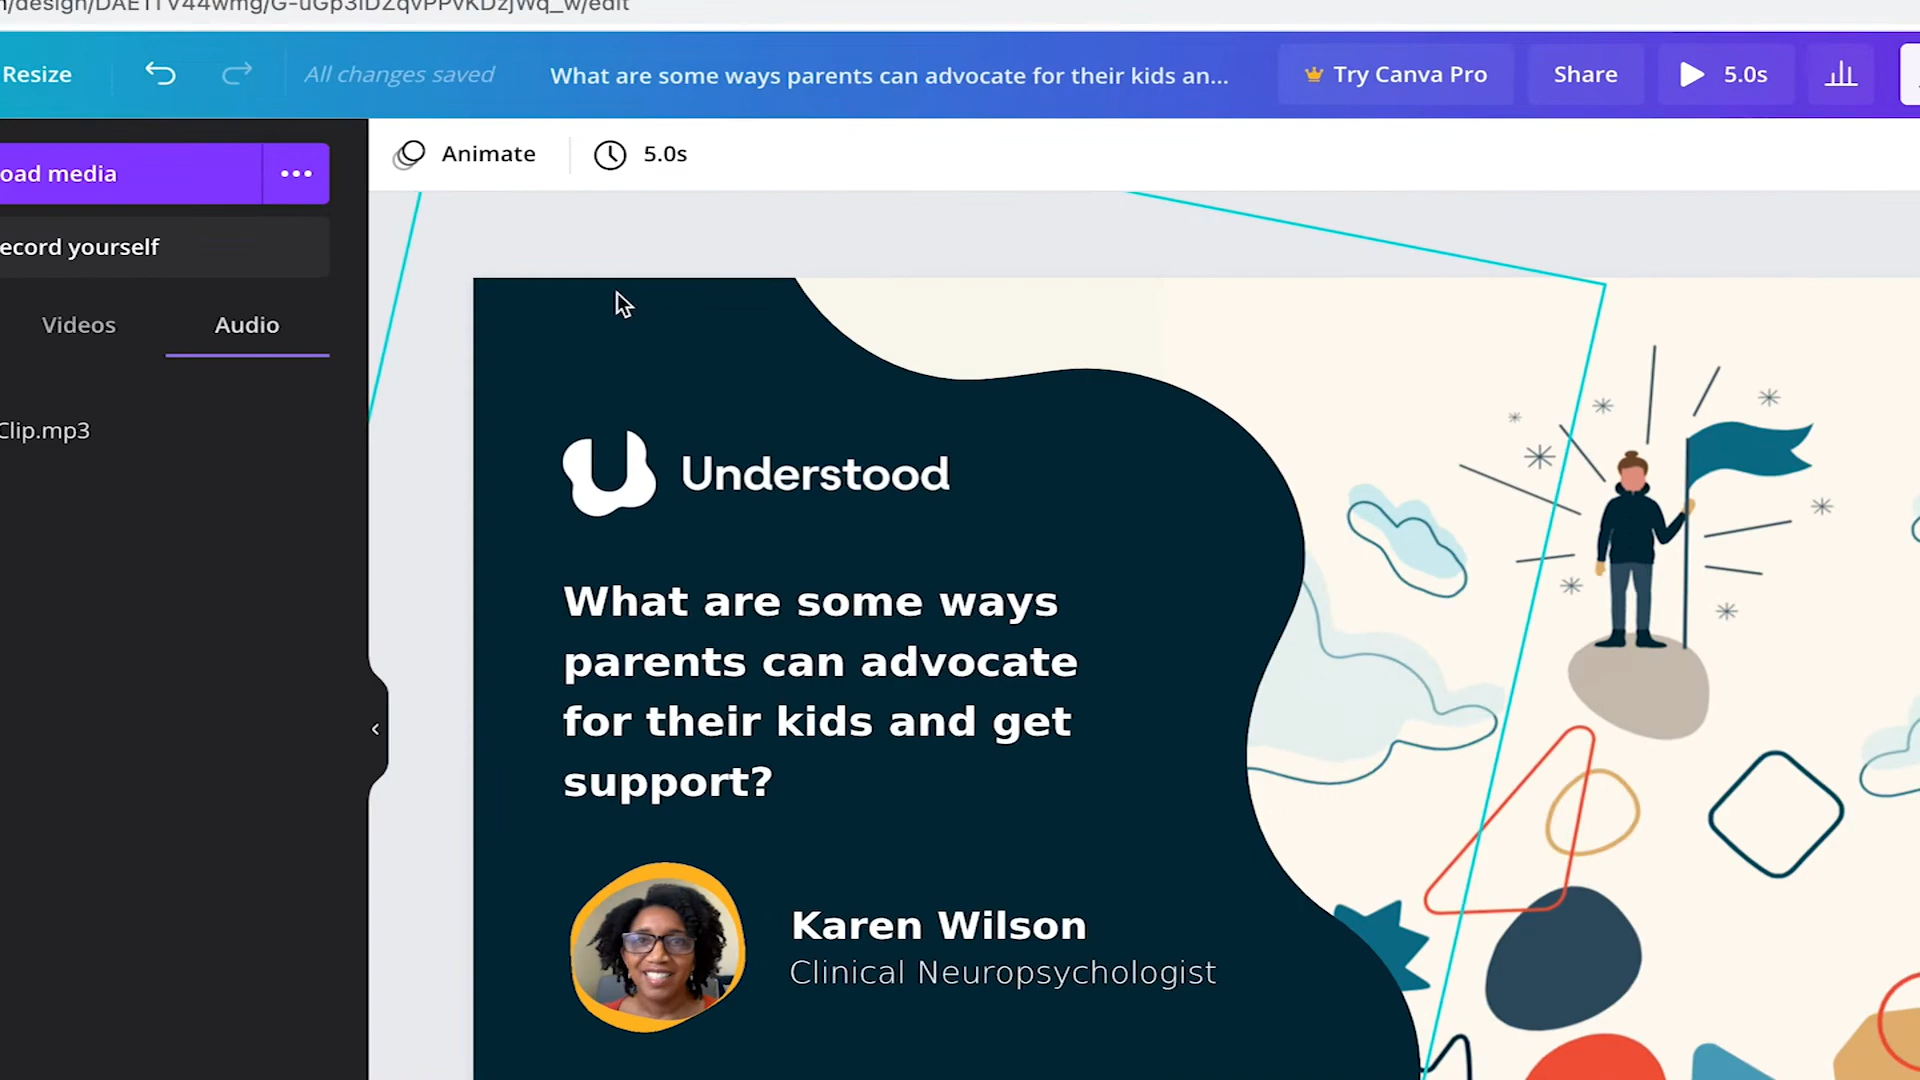 Resize
All changes saved
What are some ways parents can advocate for their kids an...
Try Canva Pro
Share
5.0s
oad media
Animate
5.0s
ecord yourself
Videos
Audio
Clip.mp3
Understood
What are some ways
parents can advocate
for their kids and get
support?
Karen Wilson
Clinical Neuropsychologist